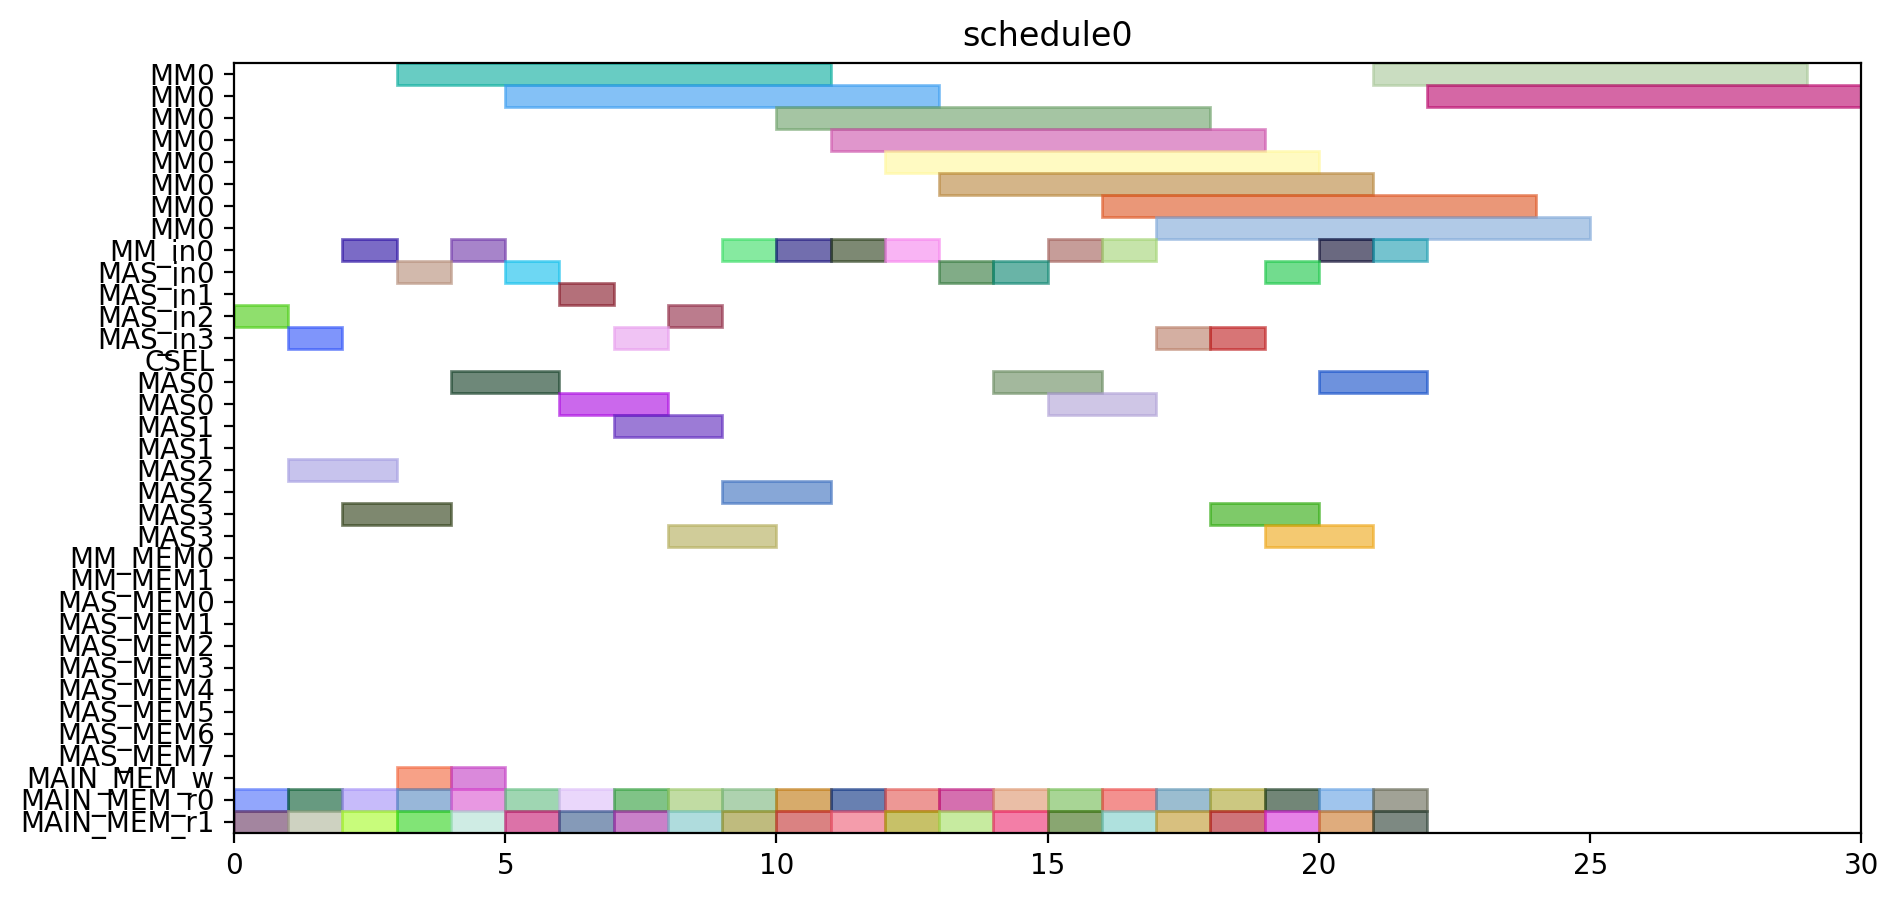 schedule0
MM0
MM0
MM0
MM0
MM0
MM0
MM0
MM0
MM_in0
MAS_in0
MAS_in1
MAS_in2
MAS_in3
CSEL
MAS0
MAS0
MAS1
MAS1
MAS2
MAS2
MAS3
MAS3
MM_MEM0
MM_MEM1
MAS_MEM0
MAS_MEM1
MAS_MEM2
MAS_MEM3
MAS_MEM4
MAS_MEM5
MAS_MEM6
MAS_MEM7
MAIN_MEM_w
MAIN_MEM_r0
MAIN_MEM_r1
0 5 10 15 20 25 30